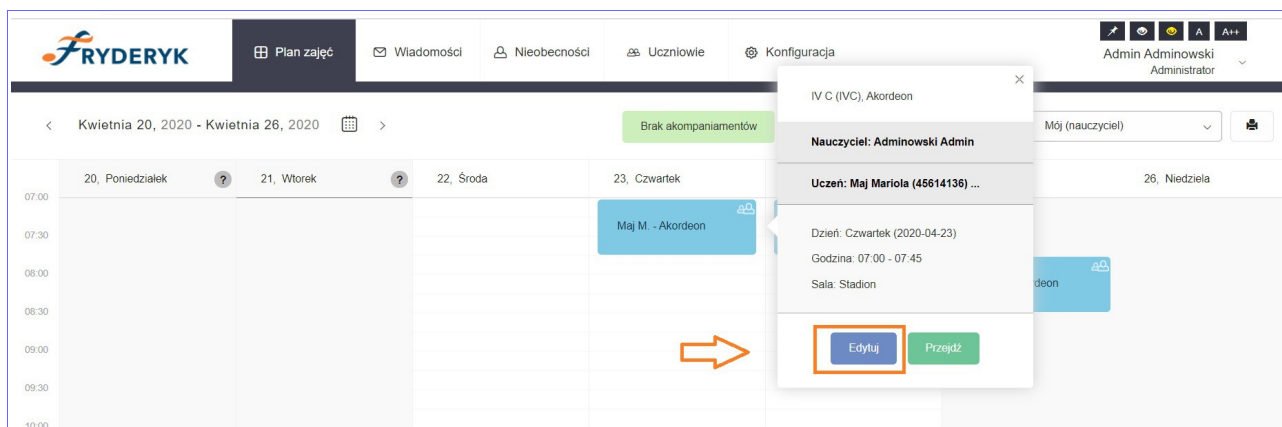 FRYDERYK
Plan zajęć
Wiadomości
Nieobecności
Uczniowie
Konfiguracja
A
A++
Admin Adminowski
Administrator
Kwietnia 20, 2020 - Kwietnia 26, 2020
Brak akompaniamentów
Mój (nauczyciel)
IV C (IVC), Akordeon
Nauczyciel: Adminowski Admin
Uczeń: Maj Mariola (45614136) ...
Dzień: Czwartek (2020-04-23)
Godzina: 07:00 - 07:45
Sala: Stadion
Edytuj
Przejdź
20, Poniedziałek ?
21, Wtorek ?
22, Środa
23, Czwartek
26, Niedziela
07:00
07:30
08:00
08:30
09:00
09:30
10:00
Maj M. - Akordeon
deon